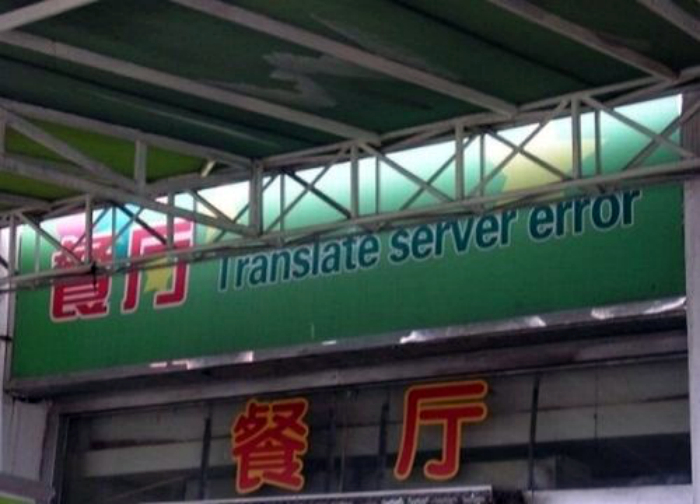 餐厅 Translate server error
餐厅